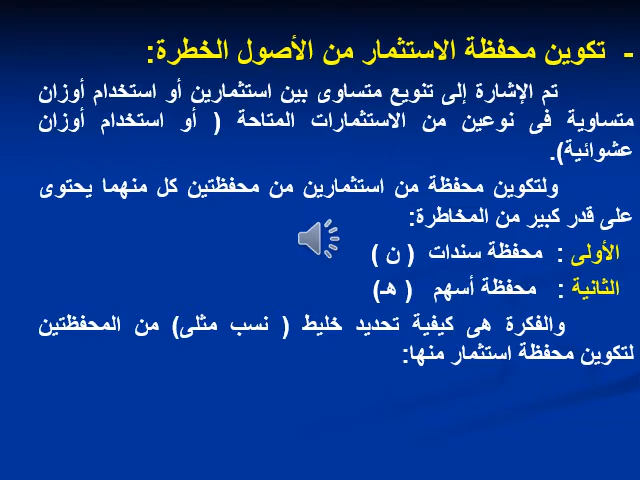 - تكوين محفظة الاستثمار من الأصول الخطرة:
تم الإشارة إلى تنويع متساوى بين استثمارين أو استخدام أوزان
متساوية فى نوعين من الاستثمارات المتاحة ( أو استخدام أوزان
عشوائية).
ولتكوين محفظة من استثمارين من محفظتين كل منهما يحتوى
على قدر كبير من المخاطرة:
الأولى : محفظة سندات ( ن )
الثانية : محفظة أسهم ( هـ)
والفكرة هى كيفية تحديد خليط ( نسب مثلى) من المحفظتين
لتكوين محفظة استثمار منها: